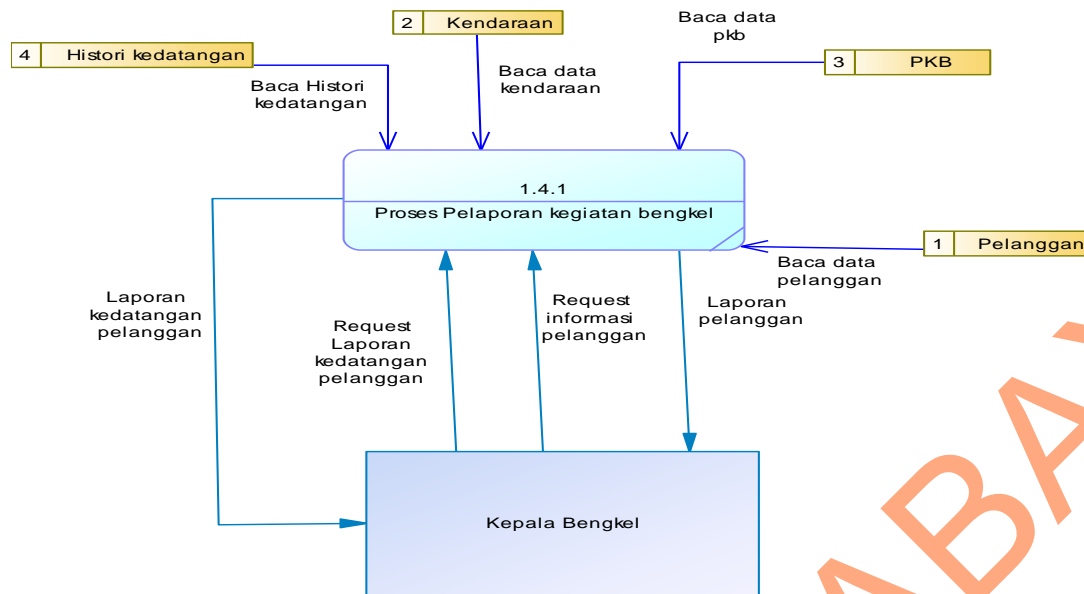 2 Kendaraan
Baca data
pkb
4 Histori kedatangan
3 PKB
Baca Histori
kedatangan
Baca data
kendaraan
1.4.1
Proses Pelaporan kegiatan bengkel
1 Pelanggan
Baca data
pelanggan
Laporan
kedatangan
pelanggan
Request
Laporan
kedatangan
pelanggan
Request
informasi
pelanggan
Laporan
pelanggan
Kepala Bengkel
ABA